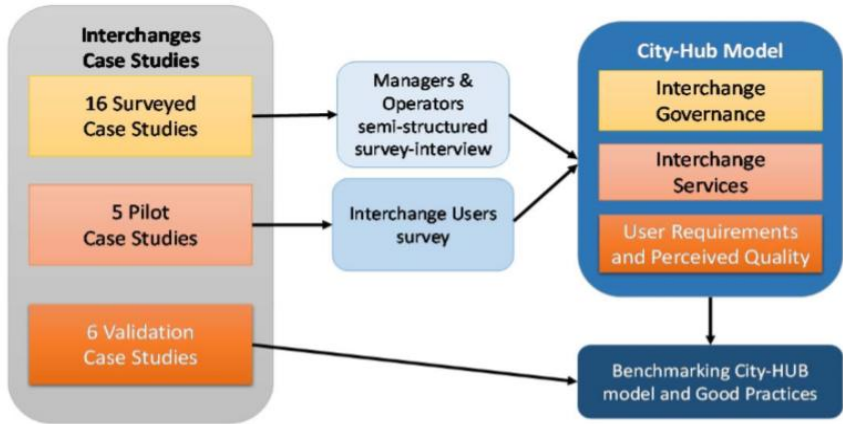 Interchanges
Case Studies
16 Surveyed
Case Studies
5 Pilot
Case Studies
6 Validation
Case Studies
Managers &
Operators
semi-structured
survey-interview
Interchange Users
survey
City-Hub Model
Interchange
Governance
Interchange
Services
User Requirements
and Perceived Quality
Benchmarking City-HUB
model and Good Practices